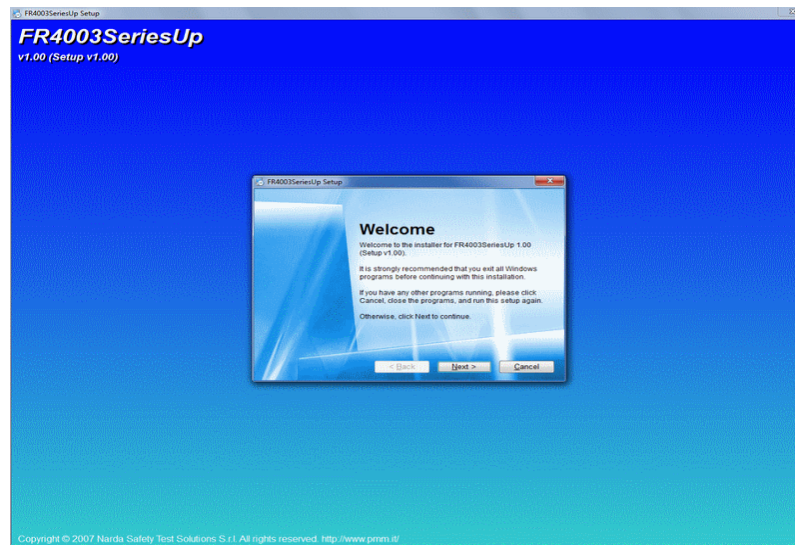 FR4003SeriesUp Setup
FR4003SeriesUp
v1.00 (Setup v1.00)
FR4003SeriesUp Setup
Welcome
Welcome to the installer for FR4003SeriesUp 1.00
(Setup v1.00).
It is strongly recommended that you exit all Windows
programs before continuing with this installation.
If you have any other programs running, please click
Cancel, close the programs, and run this setup again.
Otherwise, click Next to continue.
< Back
Next >
Cancel
Copyright © 2007 Narda Safety Test Solutions S.r.l. All rights reserved. http://www.pmm.it/